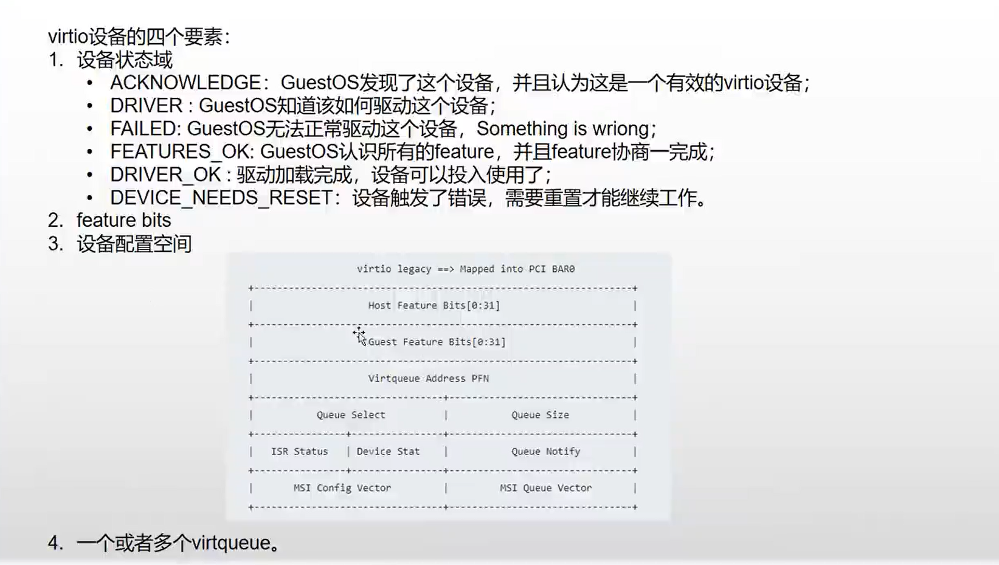 virtio设备的四个要素：
1. 设备状态域
• ACKNOWLEDGE：GuestOS发现了这个设备，并且认为这是一个有效的virtio设备；
• DRIVER : GuestOS知道该如何驱动这个设备；
• FAILED: GuestOS无法正常驱动这个设备，Something is wriong；
• FEATURES_OK: GuestOS认识所有的feature，并且feature协商一完成；
• DRIVER_OK : 驱动加载完成，设备可以投入使用了；
• DEVICE_NEEDS_RESET：设备触发了错误，需要重置才能继续工作。
2. feature bits
3. 设备配置空间
virtio legacy ==> Mapped into PCI BAR0
Host Feature Bits[0:31]
Guest Feature Bits[0:31]
Virtqueue Address PFN
Queue Select | Queue Size
ISR Status | Device Stat | Queue Notify
MSI Config Vector | MSI Queue Vector
4. 一个或者多个virtqueue。